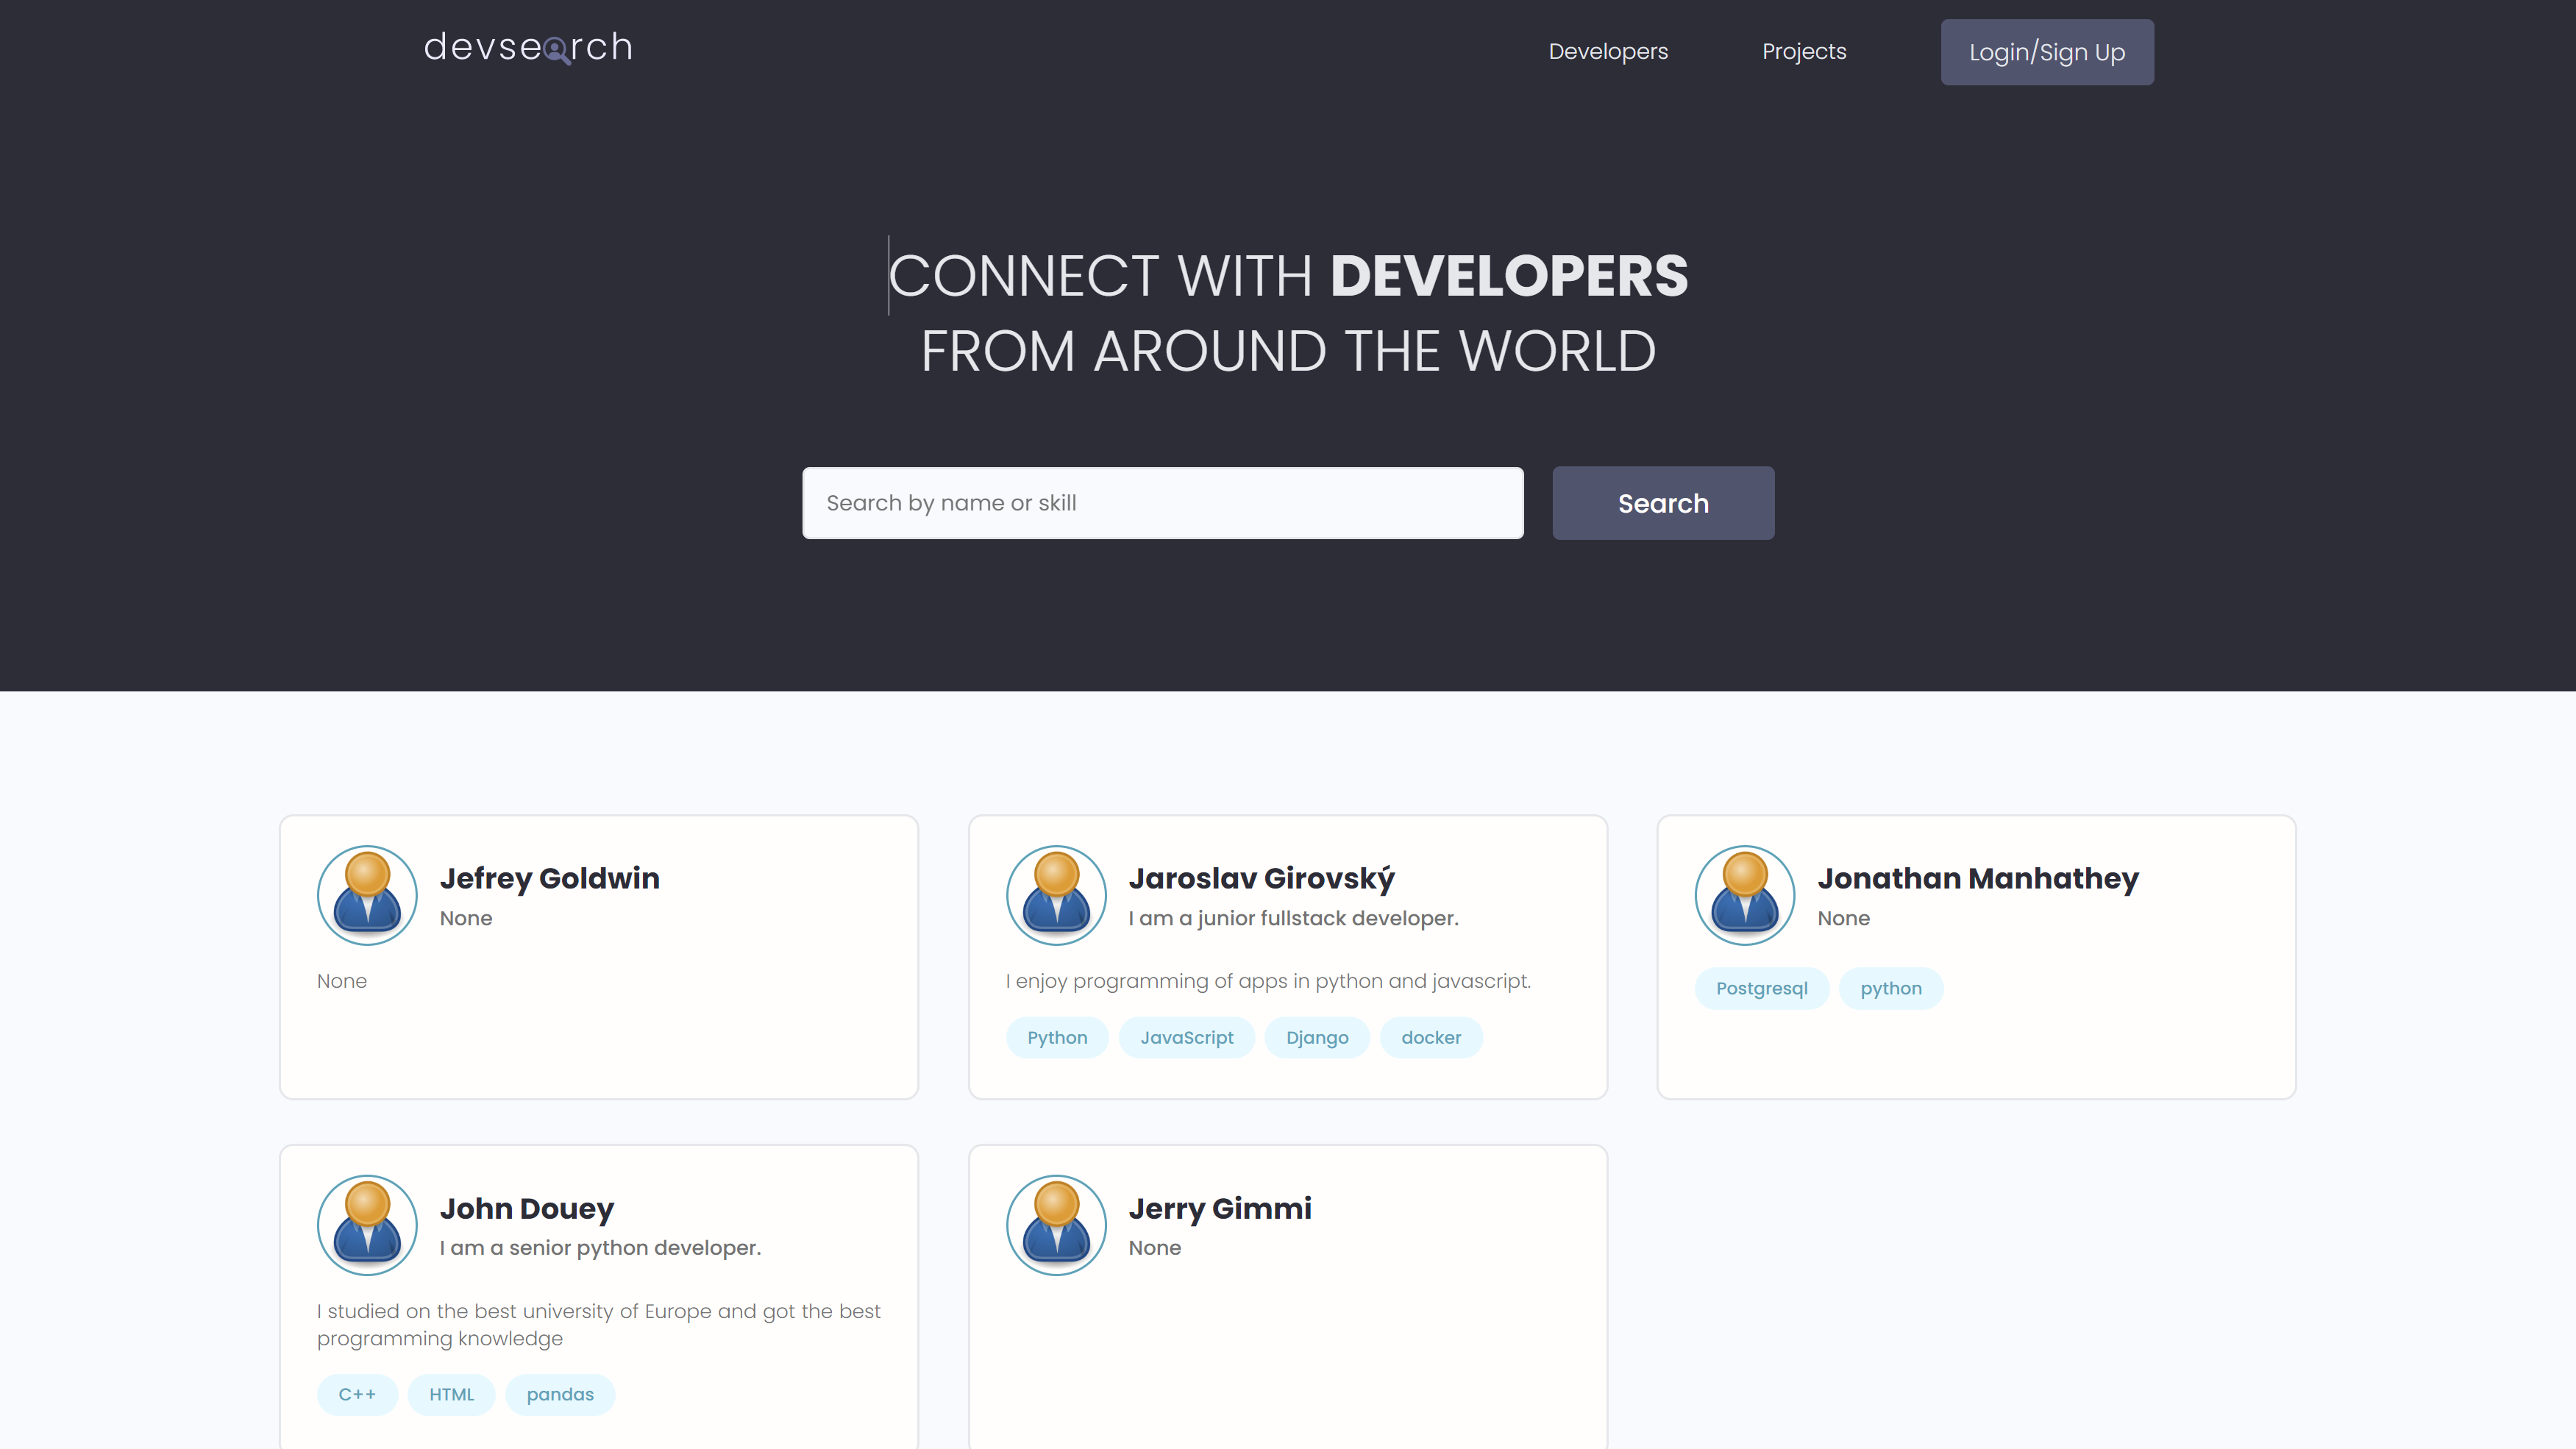 devsearch
Developers
Projects
Login/Sign Up
CONNECT WITH DEVELOPERS
FROM AROUND THE WORLD
Search by name or skill
Search
Jefrey Goldwin
None
None
Jaroslav Girovský
I am a junior fullstack developer.
I enjoy programming of apps in python and javascript.
Python
JavaScript
Django
docker
Jonathan Manhathey
None
Postgresql
python
John Douey
I am a senior python developer.
I studied on the best university of Europe and got the best
programming knowledge
C++
HTML
pandas
Jerry Gimmi
None